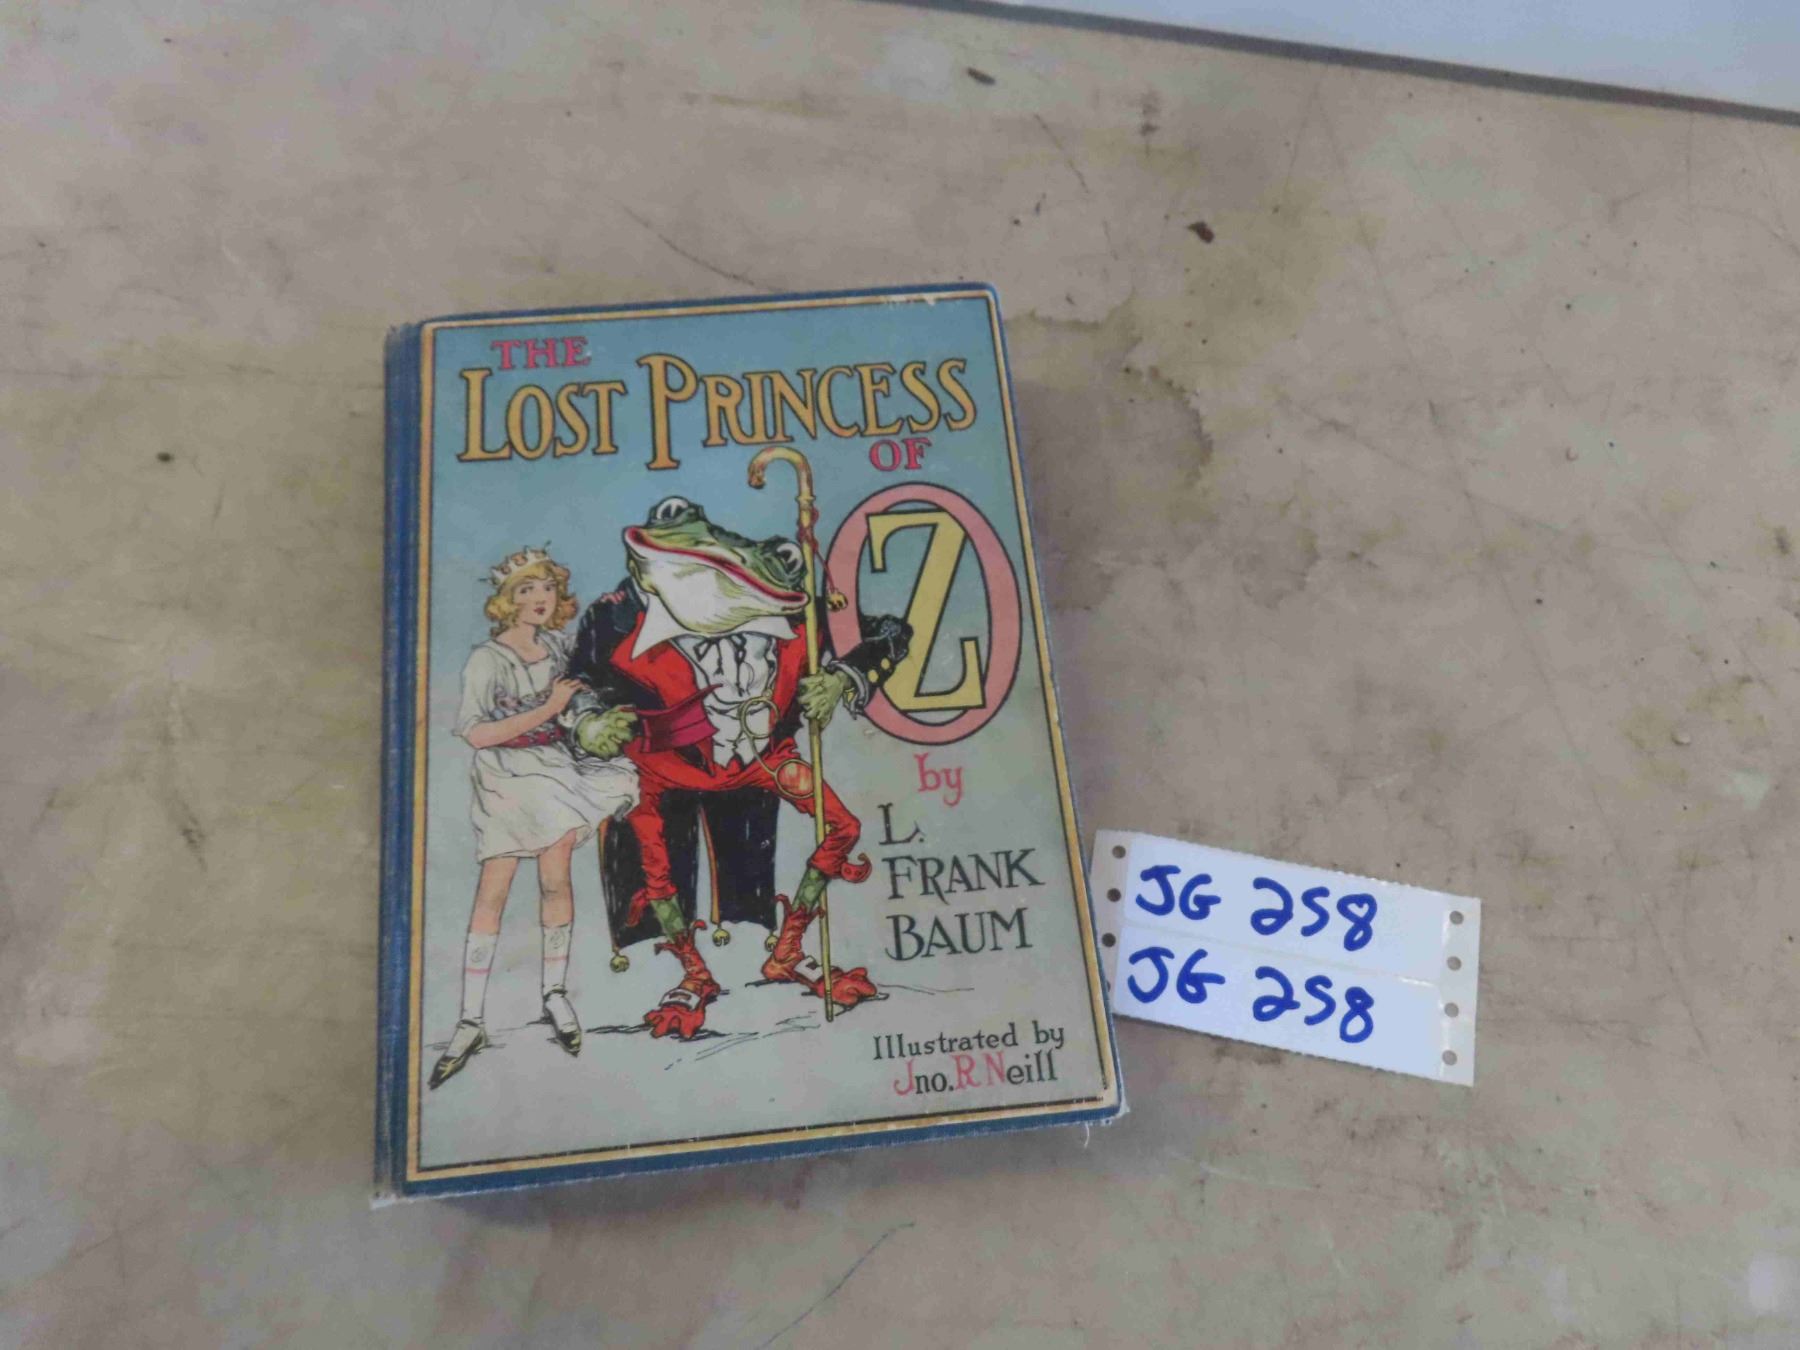 THE
LOST PRINCESS
OF
OZ
by
L.
FRANK
BAUM
Illustrated by
Jno. R Neill
JG 258
JG 258